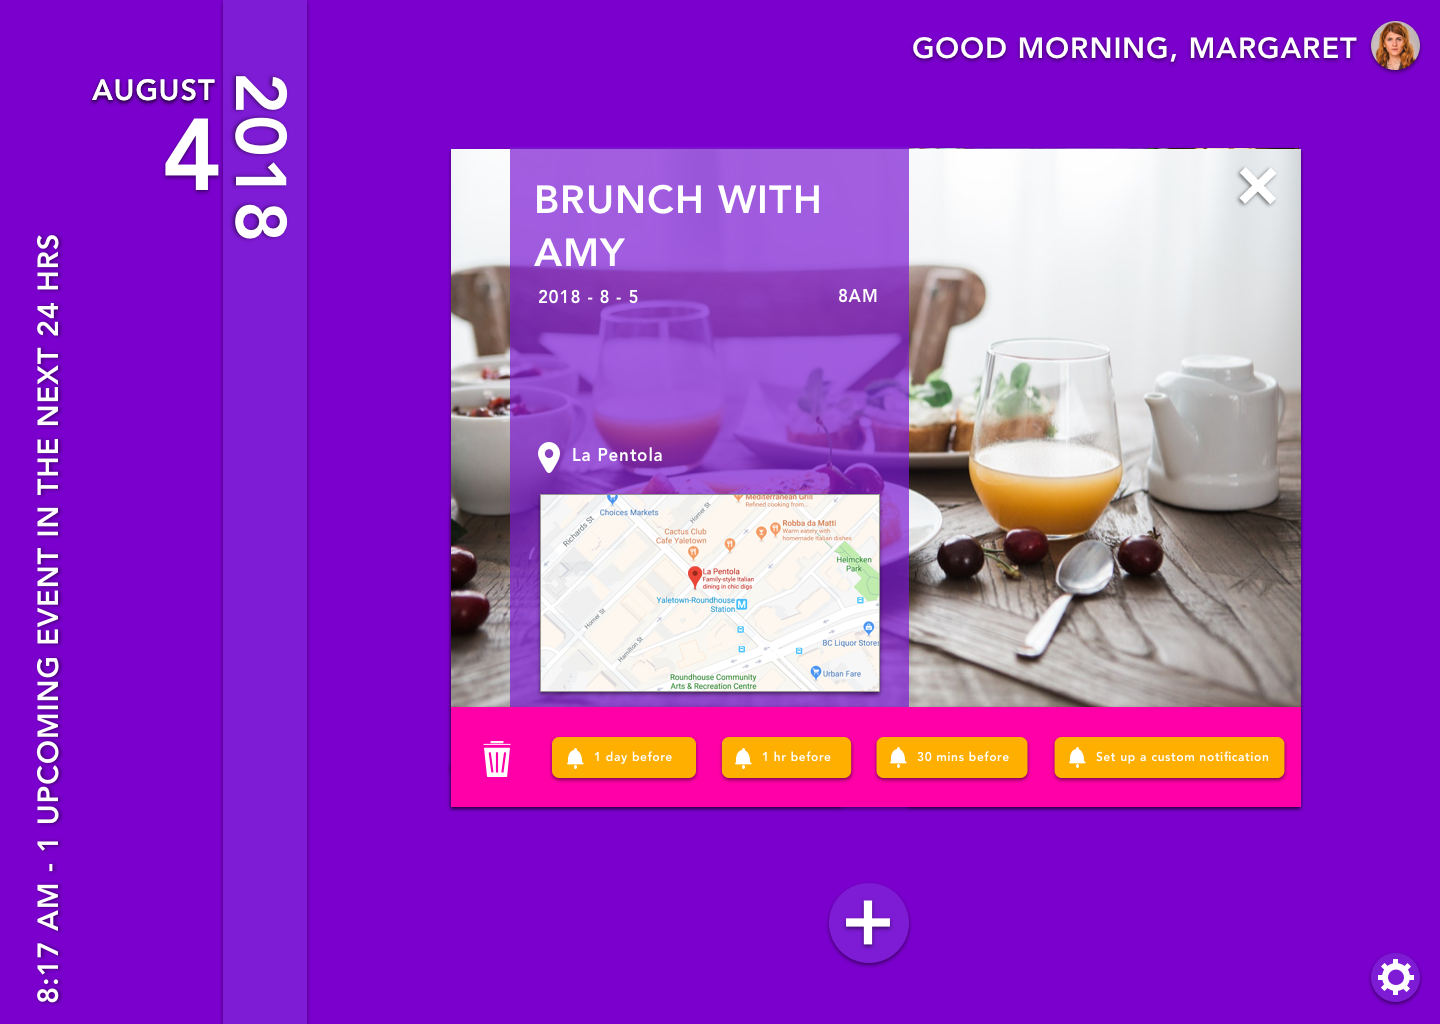 GOOD MORNING, MARGARET
AUGUST
4
2018
8:17 AM - 1 UPCOMING EVENT IN THE NEXT 24 HRS
BRUNCH WITH
AMY
2018 - 8 - 5
8AM
La Pentola
Mediterranean Grill
Refined cooking from...
Choices Markets
Homer St
Richards St
Cactus Club
Cafe Yaletown
Robba da Matti
Warm eatery with
homemade Italian dishes
Helmcken
Park
La Pentola
Family-style Italian
dining in chic digs
Yaletown-Roundhouse
Station
M
Homer St
Hamilton St
BC Liquor Stores
Urban Fare
Roundhouse Community
Arts & Recreation Centre
1 day before
1 hr before
30 mins before
Set up a custom notification